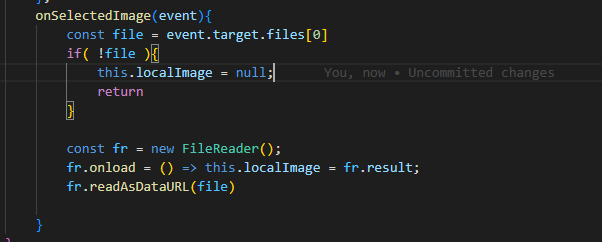 };
onSelectedImage(event){
const file = event.target.files[0]
if( !file ){
this.localImage = null; You, now • Uncommitted changes
return
}
const fr = new FileReader();
fr.onload = () => this.localImage = fr.result;
fr.readAsDataURL(file)
}
}